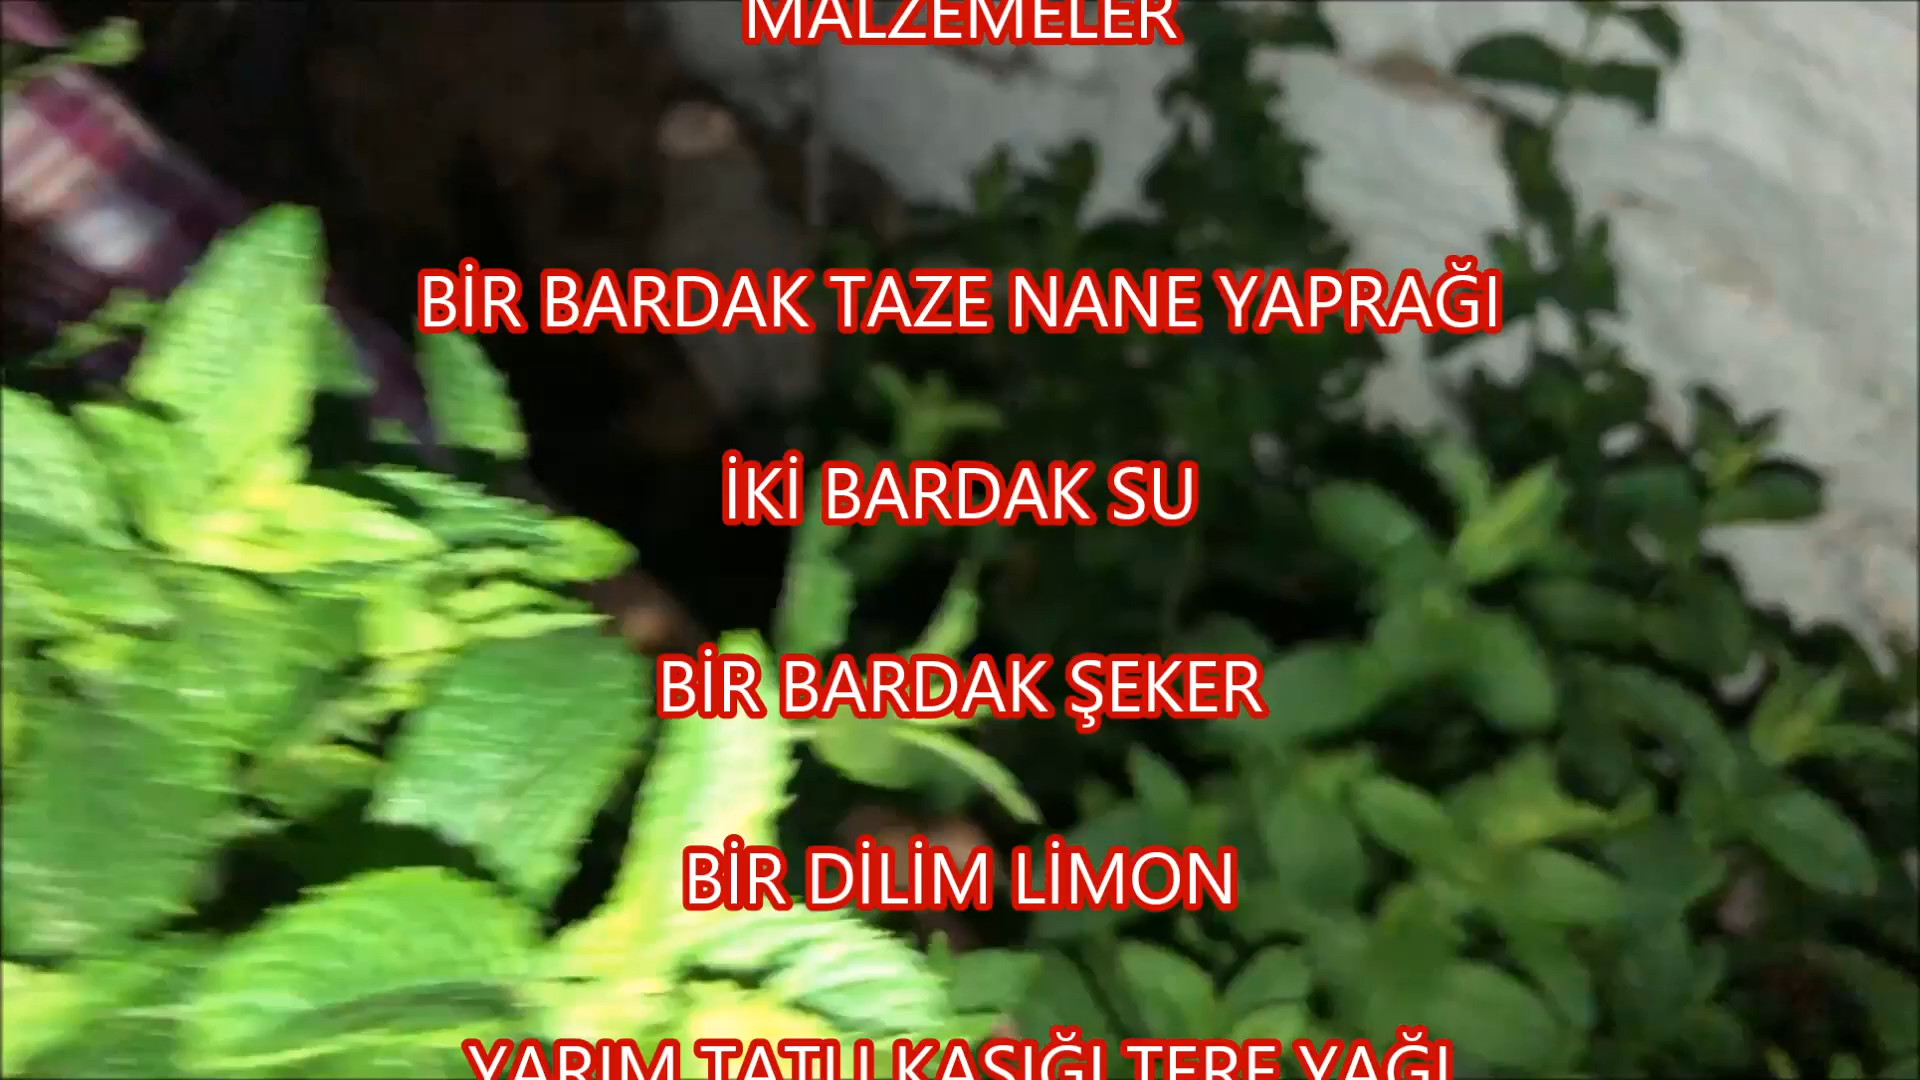 MALZEMELER
BİR BARDAK TAZE NANE YAPRAĞI
İKİ BARDAK SU
BİR BARDAK ŞEKER
BİR DİLİM LİMON
YARIM TATLI KAŞIĞI TERE YAĞI